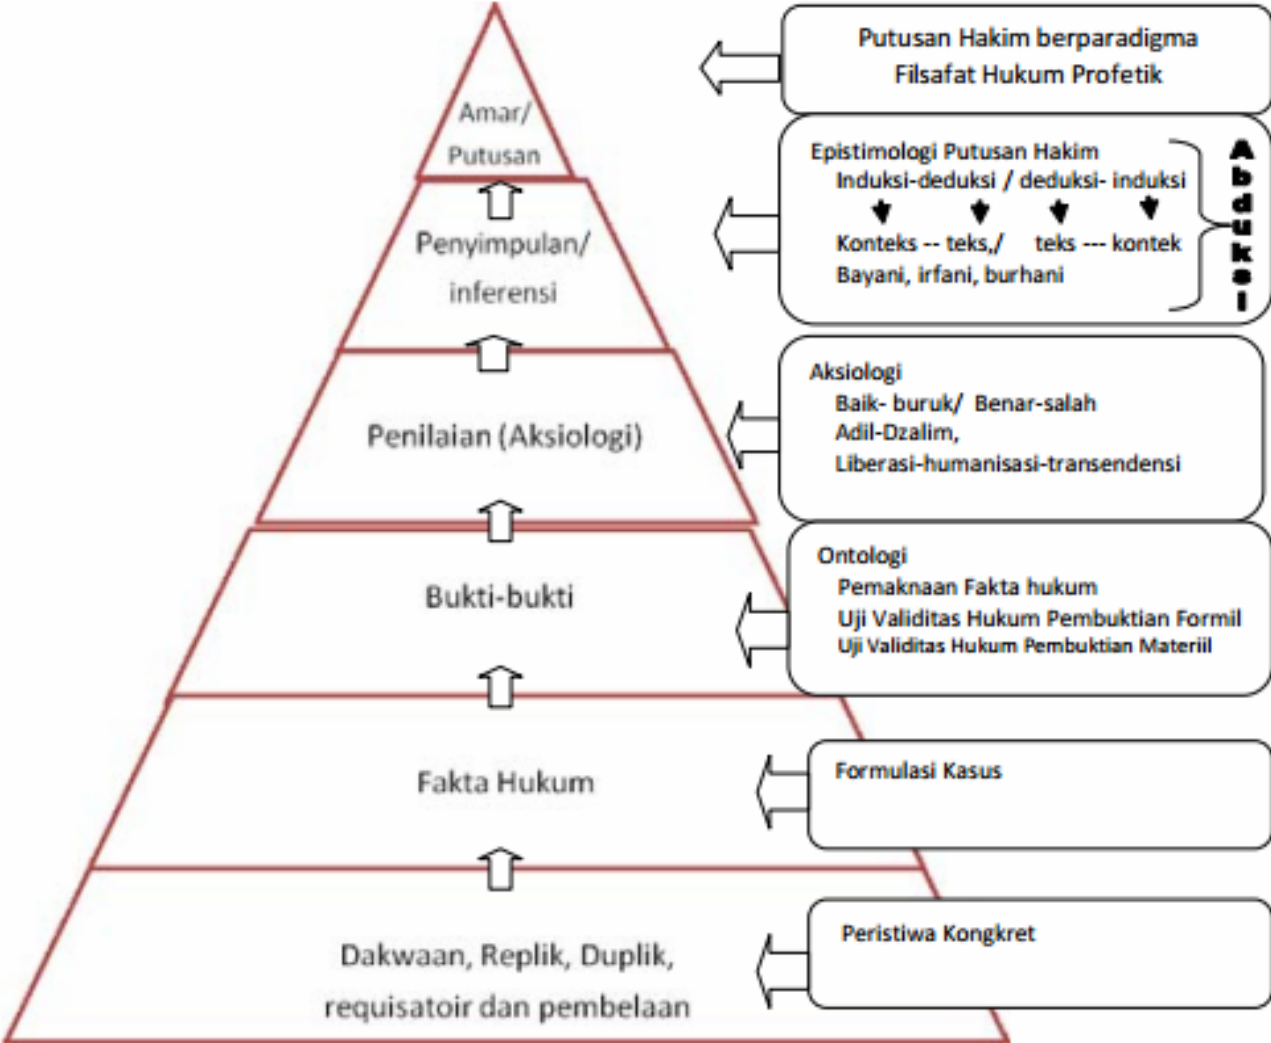 Putusan Hakim berparadigma
Filsafat Hukum Profetik
Amar/
Putusan
Epistimologi Putusan Hakim
Induksi-deduksi / deduksi- induksi
Konteks -- teks,/ teks --- kontek
Bayani, irfani, burhani
Abduksi
Penyimpulan/
inferensi
Aksiologi
Baik- buruk/ Benar-salah
Adil-Dzalim,
Liberasi-humanisasi-transendensi
Penilaian (Aksiologi)
Ontologi
Pemaknaan Fakta hukum
Uji Validitas Hukum Pembuktian Formil
Uji Validitas Hukum Pembuktian Materiil
Bukti-bukti
Formulasi Kasus
Fakta Hukum
Peristiwa Kongkret
Dakwaan, Replik, Duplik,
requisatoir dan pembelaan